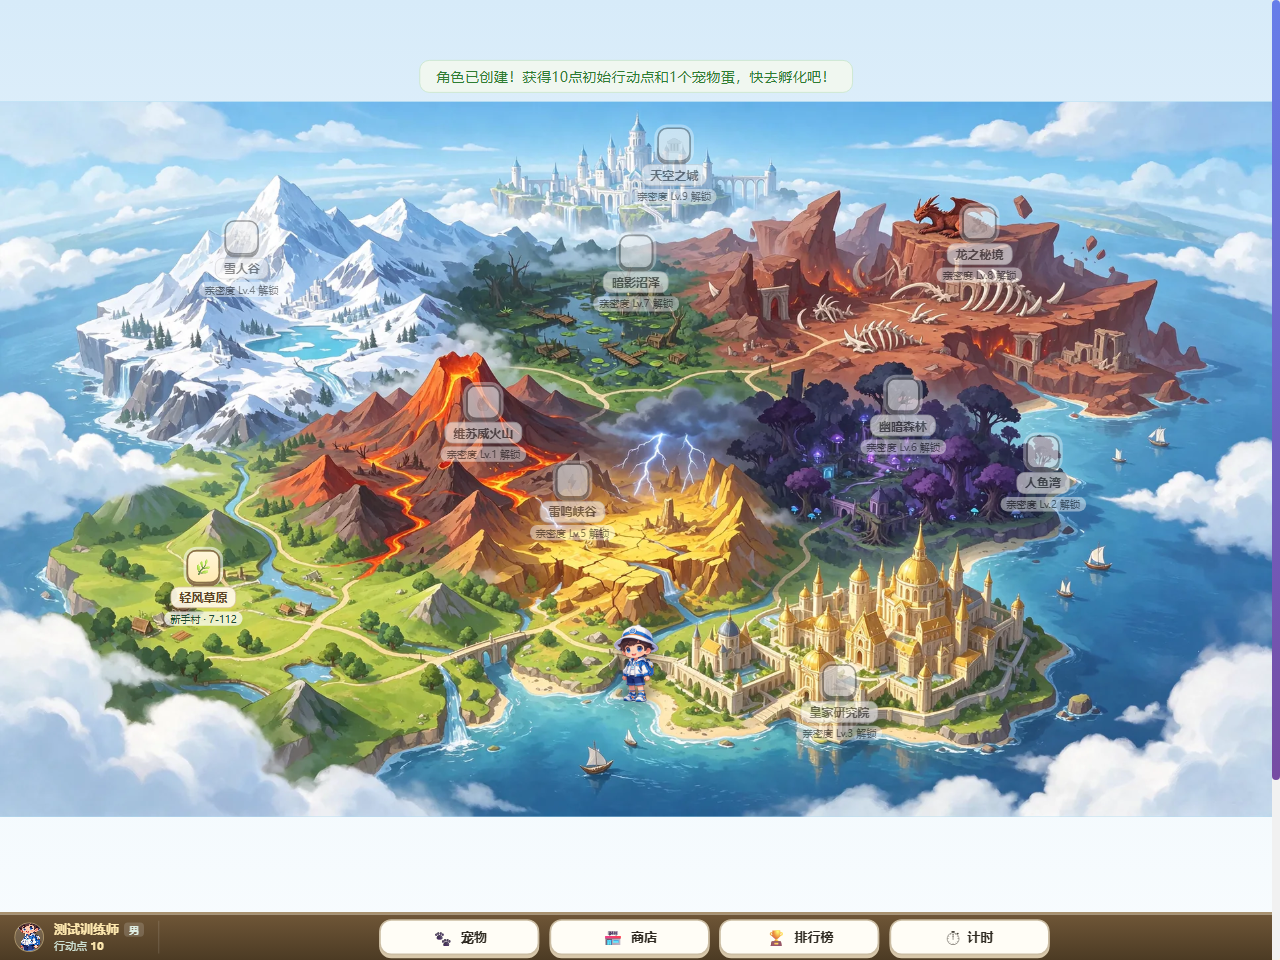 角色已创建！获得10点初始行动点和1个宠物蛋，快去孵化吧！
天空之城
亲密度 Lv.9 解锁
雪人谷
亲密度 Lv.4 解锁
暗影沼泽
亲密度 Lv.7 解锁
龙之秘境
亲密度 Lv.8 解锁
维苏威火山
亲密度 Lv.1 解锁
幽暗森林
亲密度 Lv.6 解锁
人鱼湾
亲密度 Lv.2 解锁
雷鸣峡谷
亲密度 Lv.5 解锁
轻风草原
新手村 · 7-112
皇家研究院
亲密度 Lv.3 解锁
测试训练师 男
行动点 10
宠物
商店
排行榜
计时